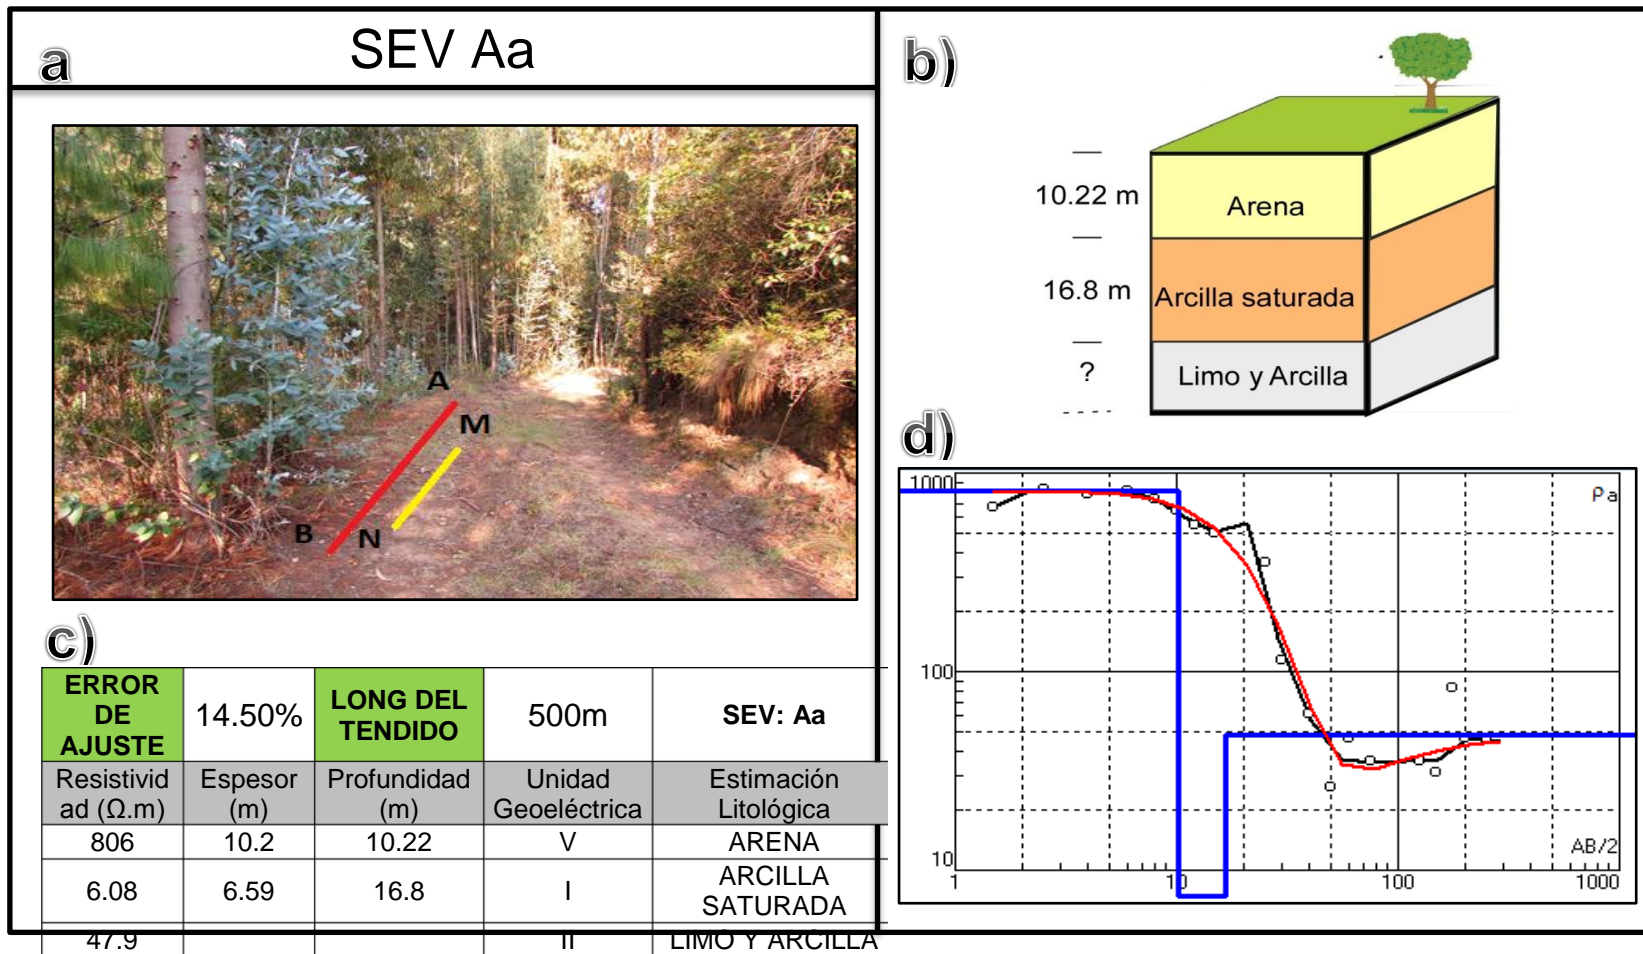 a
SEV Aa
A
M
B
N
b)
10.22 m
Arena
16.8 m
Arcilla saturada
?
Limo y Arcilla
c)
ERROR
DE
AJUSTE
14.50%
LONG DEL
TENDIDO
500m
SEV: Aa
Resistivid
ad (Ω.m)
Espesor
(m)
Profundidad
(m)
Unidad
Geoeléctrica
Estimación
Litológica
806
10.2
10.22
V
ARENA
6.08
6.59
16.8
I
ARCILLA
SATURADA
47.9
II
LIMO Y ARCILLA
d)
1000
Pa
100
10
AB/2
1
10
100
1000